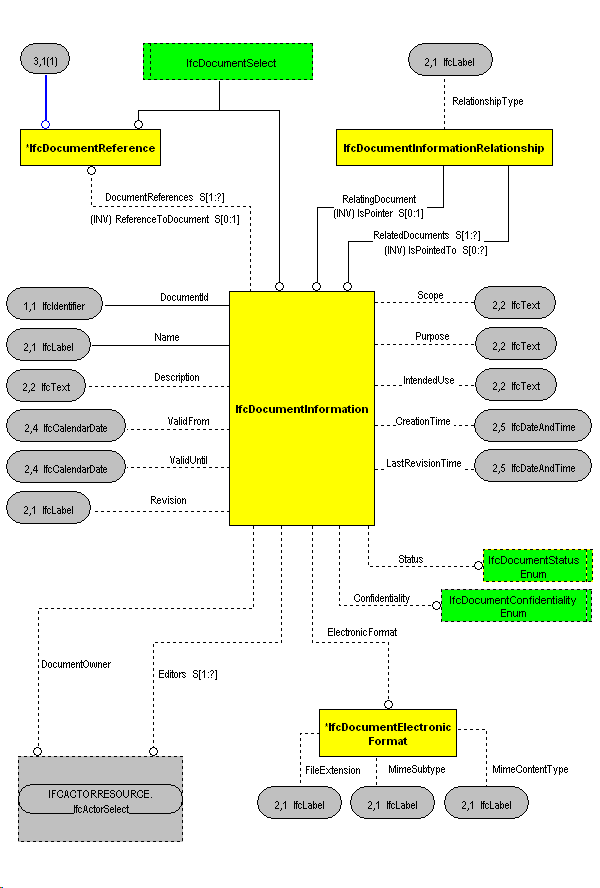 3,1(1)
IfcDocumentSelect
2,1 IfcLabel
RelationshipType
*IfcDocumentReference
IfcDocumentInformationRelationship
DocumentReferences S[1:?]
(INV) ReferenceToDocument S[0:1]
RelatingDocument
(INV) IsPointer S[0:1]
RelatedDocuments S[1:?]
(INV) IsPointedTo S[0:?]
1,1 IfcIdentifier
DocumentId
2,1 IfcLabel
Name
2,2 IfcText
Description
2,4 IfcCalendarDate
ValidFrom
2,4 IfcCalendarDate
ValidUntil
2,1 IfcLabel
Revision
IfcDocumentInformation
Scope
2,2 IfcText
Purpose
2,2 IfcText
IntendedUse
2,2 IfcText
CreationTime
2,5 IfcDateAndTime
LastRevisionTime
2,5 IfcDateAndTime
Status
IfcDocumentStatus
Enum
Confidentiality
IfcDocumentConfidentiality
Enum
ElectronicFormat
DocumentOwner
Editors S[1:?]
*IfcDocumentElectronic
Format
FileExtension
MimeSubtype
MimeContentType
2,1 IfcLabel
2,1 IfcLabel
2,1 IfcLabel
IFCACTORRESOURCE.
IfcActorSelect